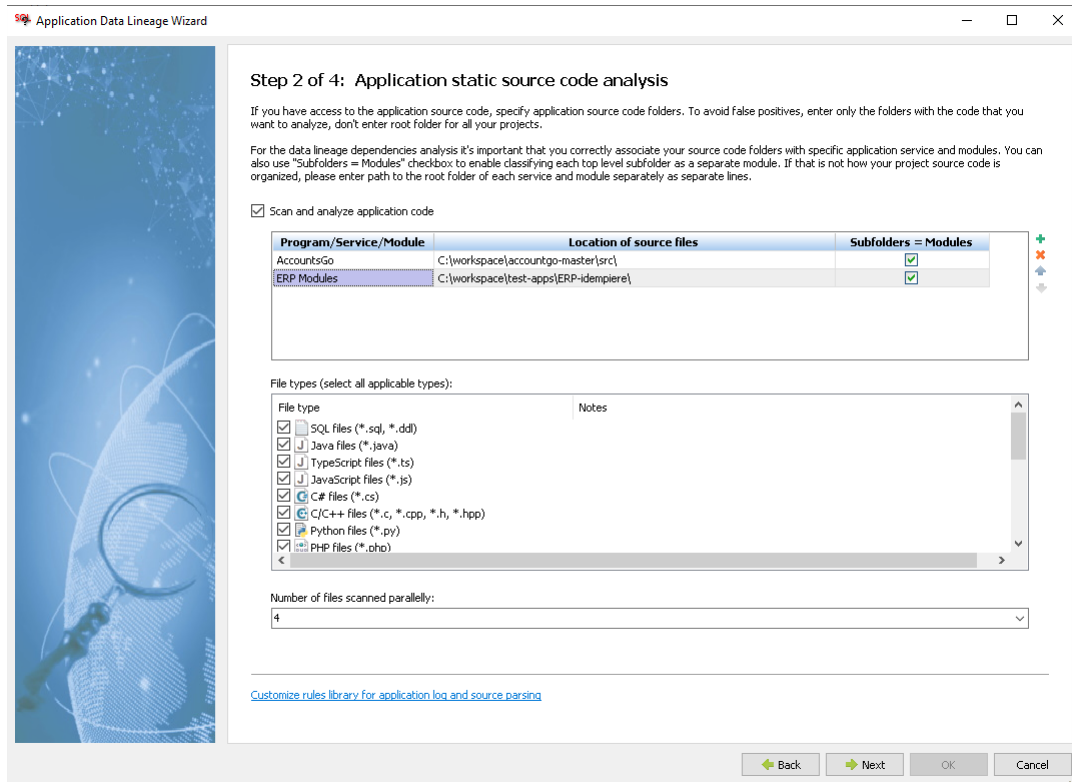 SQL Application Data Lineage Wizard
Step 2 of 4: Application static source code analysis
If you have access to the application source code, specify application source code folders. To avoid false positives, enter only the folders with the code that you
want to analyze, don't enter root folder for all your projects.
For the data lineage dependencies analysis it's important that you correctly associate your source code folders with specific application service and modules. You can
also use "Subfolders = Modules" checkbox to enable classifying each top level subfolder as a separate module. If that is not how your project source code is
organized, please enter path to the root folder of each service and module separately as separate lines.
Scan and analyze application code
Program/Service/Module Location of source files Subfolders = Modules
AccountsGo C:\workspace\accountgo-master\src\
ERP Modules C:\workspace\test-apps\ERP-idempiere\
File types (select all applicable types):
File type Notes
SQL files (*.sql, *.ddl)
J Java files (*.java)
J TypeScript files (*.ts)
J JavaScript files (*.js)
C C# files (*.cs)
C C/C++ files (*.c, *.cpp, *.h, *.hpp)
Python files (*.py)
PHP files (*.php)
Number of files scanned parallelly:
4
Customize rules library for application log and source parsing
Back Next OK Cancel